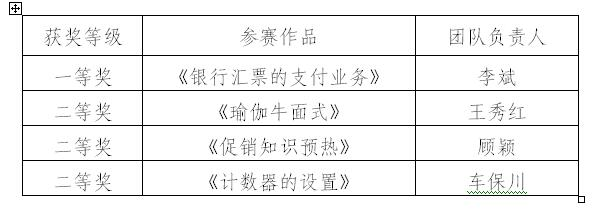 获奖等级 参赛作品 团队负责人
一等奖 《银行汇票的支付业务》 李斌
二等奖 《瑜伽牛面式》 王秀红
二等奖 《促销知识预热》 顾颖
二等奖 《计数器的设置》 车保川